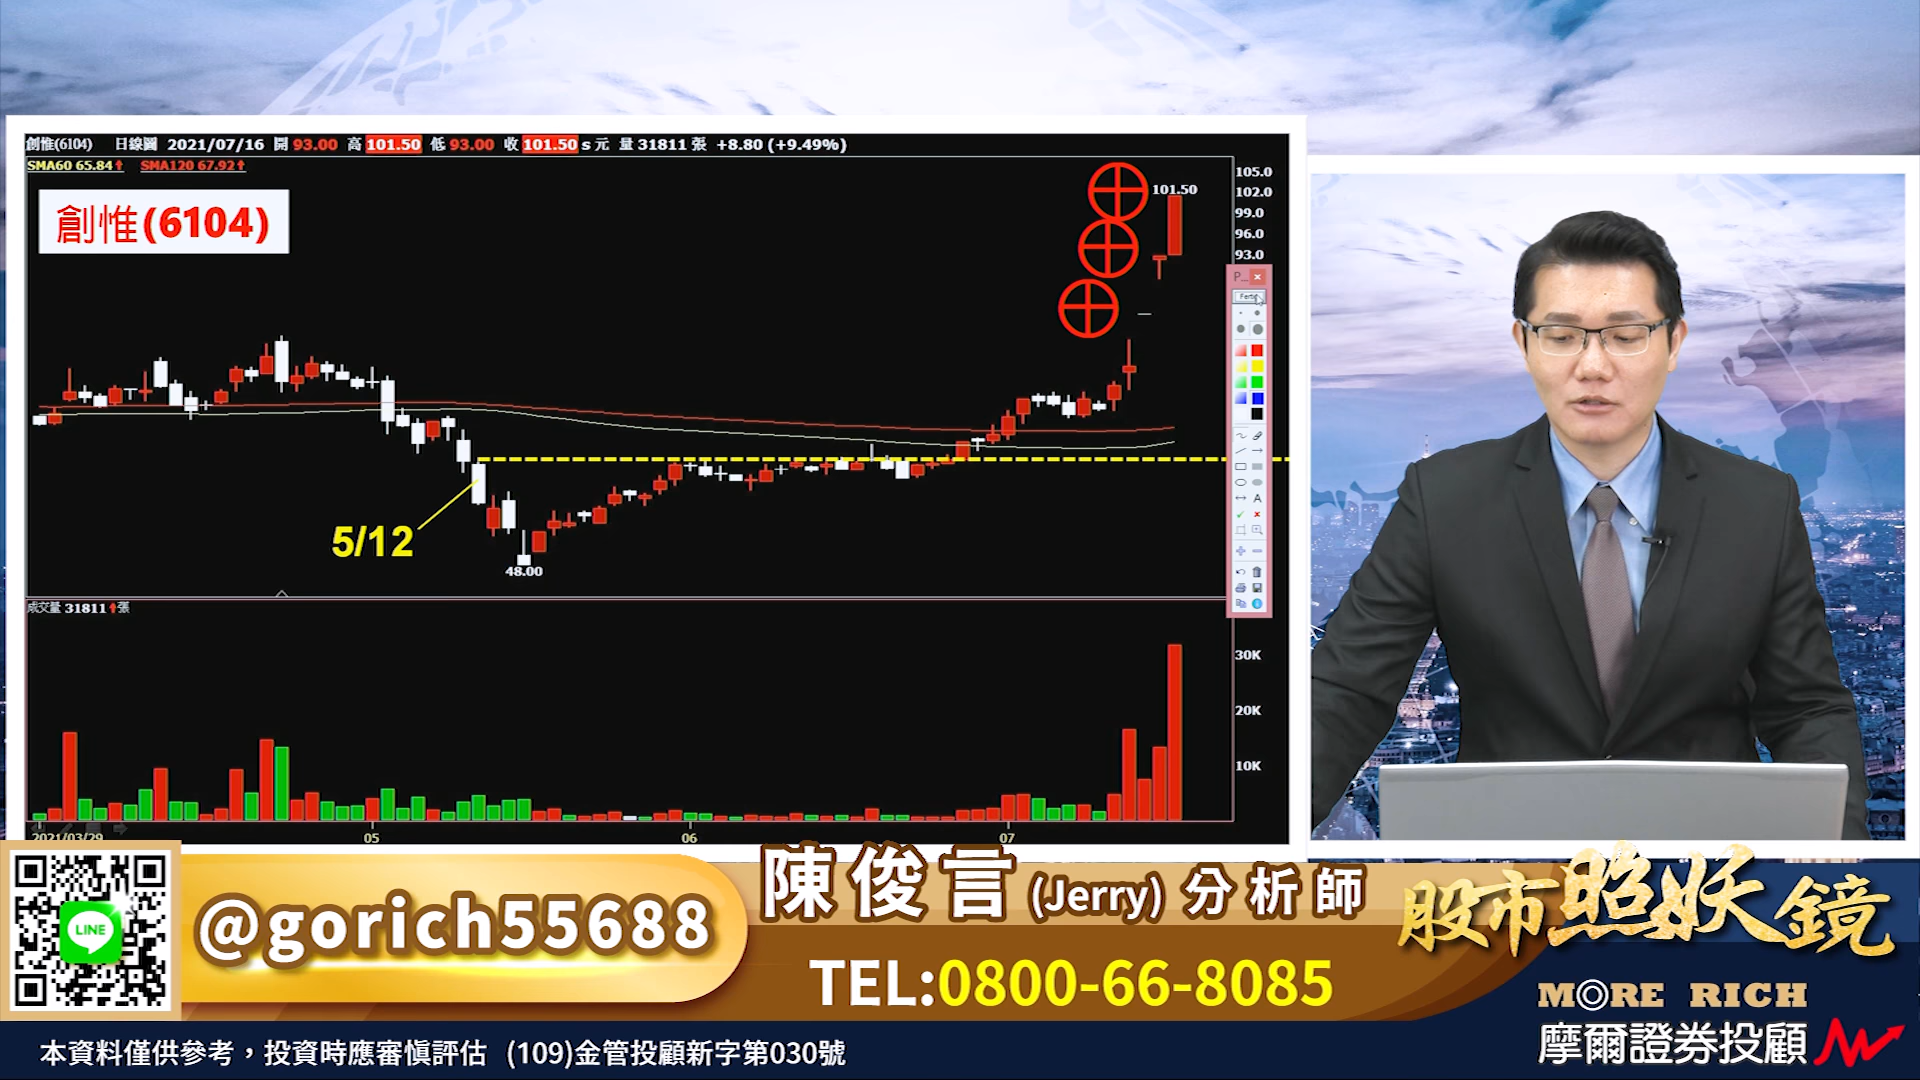 創惟(6104) 日線圖 2021/07/16 開 93.00 高 101.50 低 93.00 收 101.50 s 元 量 31811 張 +8.80 (+9.49%)
SMA60 65.84↑ SMA120 67.92↑
創惟(6104)
101.50
105.0
102.0
99.0
96.0
93.0
P...
5/12
48.00
成交量 31811↑張
30K
20K
10K
2021/03/29
05
06
07
LINE
@gorich55688
陳俊言(Jerry)分析師
TEL:0800-66-8085
股市照妖鏡
MORE RICH
摩爾證券投顧
本資料僅供參考，投資時應審慎評估 (109)金管投顧新字第030號